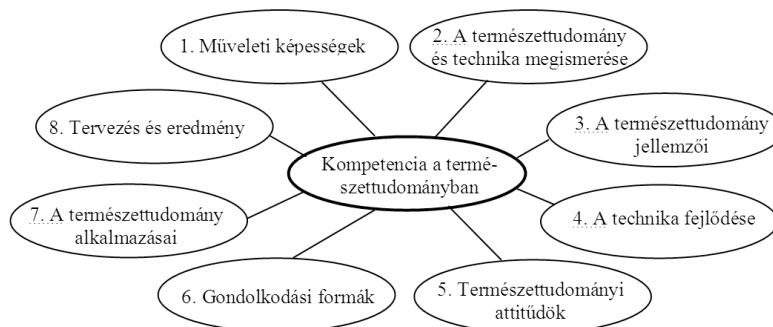 1. Műveleti képességek
2. A természettudomány
és technika megismerése
8. Tervezés és eredmény
3. A természettudomány
jellemzői
Kompetencia a termé-
szettudományban
7. A természettudomány
alkalmazásai
4. A technika fejlődése
6. Gondolkodási formák
5. Természettudományi
attitűdök